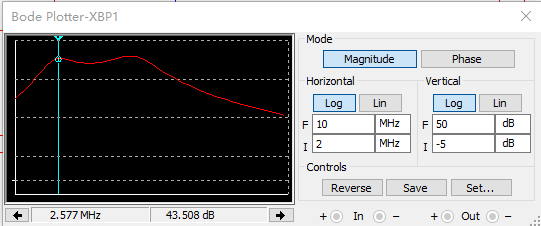 Bode Plotter-XBP1
Mode
Magnitude Phase
Horizontal Vertical
Log Lin Log Lin
F 10 MHz F 50 dB
I 2 MHz I -5 dB
Controls
Reverse Save Set...
2.577 MHz 43.508 dB + In − + Out −